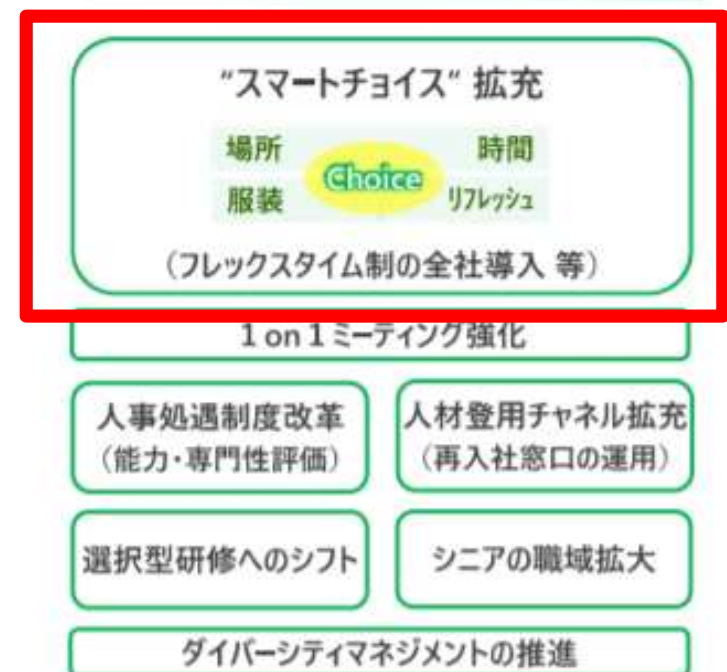 “スマートチョイス“ 拡充
場所 Choice 時間
服装 リフレッシュ
（フレックスタイム制の全社導入 等）
1 on 1 ミーティング強化
人事処遇制度改革
（能力・専門性評価）
人材登用チャネル拡充
（再入社窓口の運用）
選択型研修へのシフト
シニアの職域拡大
ダイバーシティマネジメントの推進